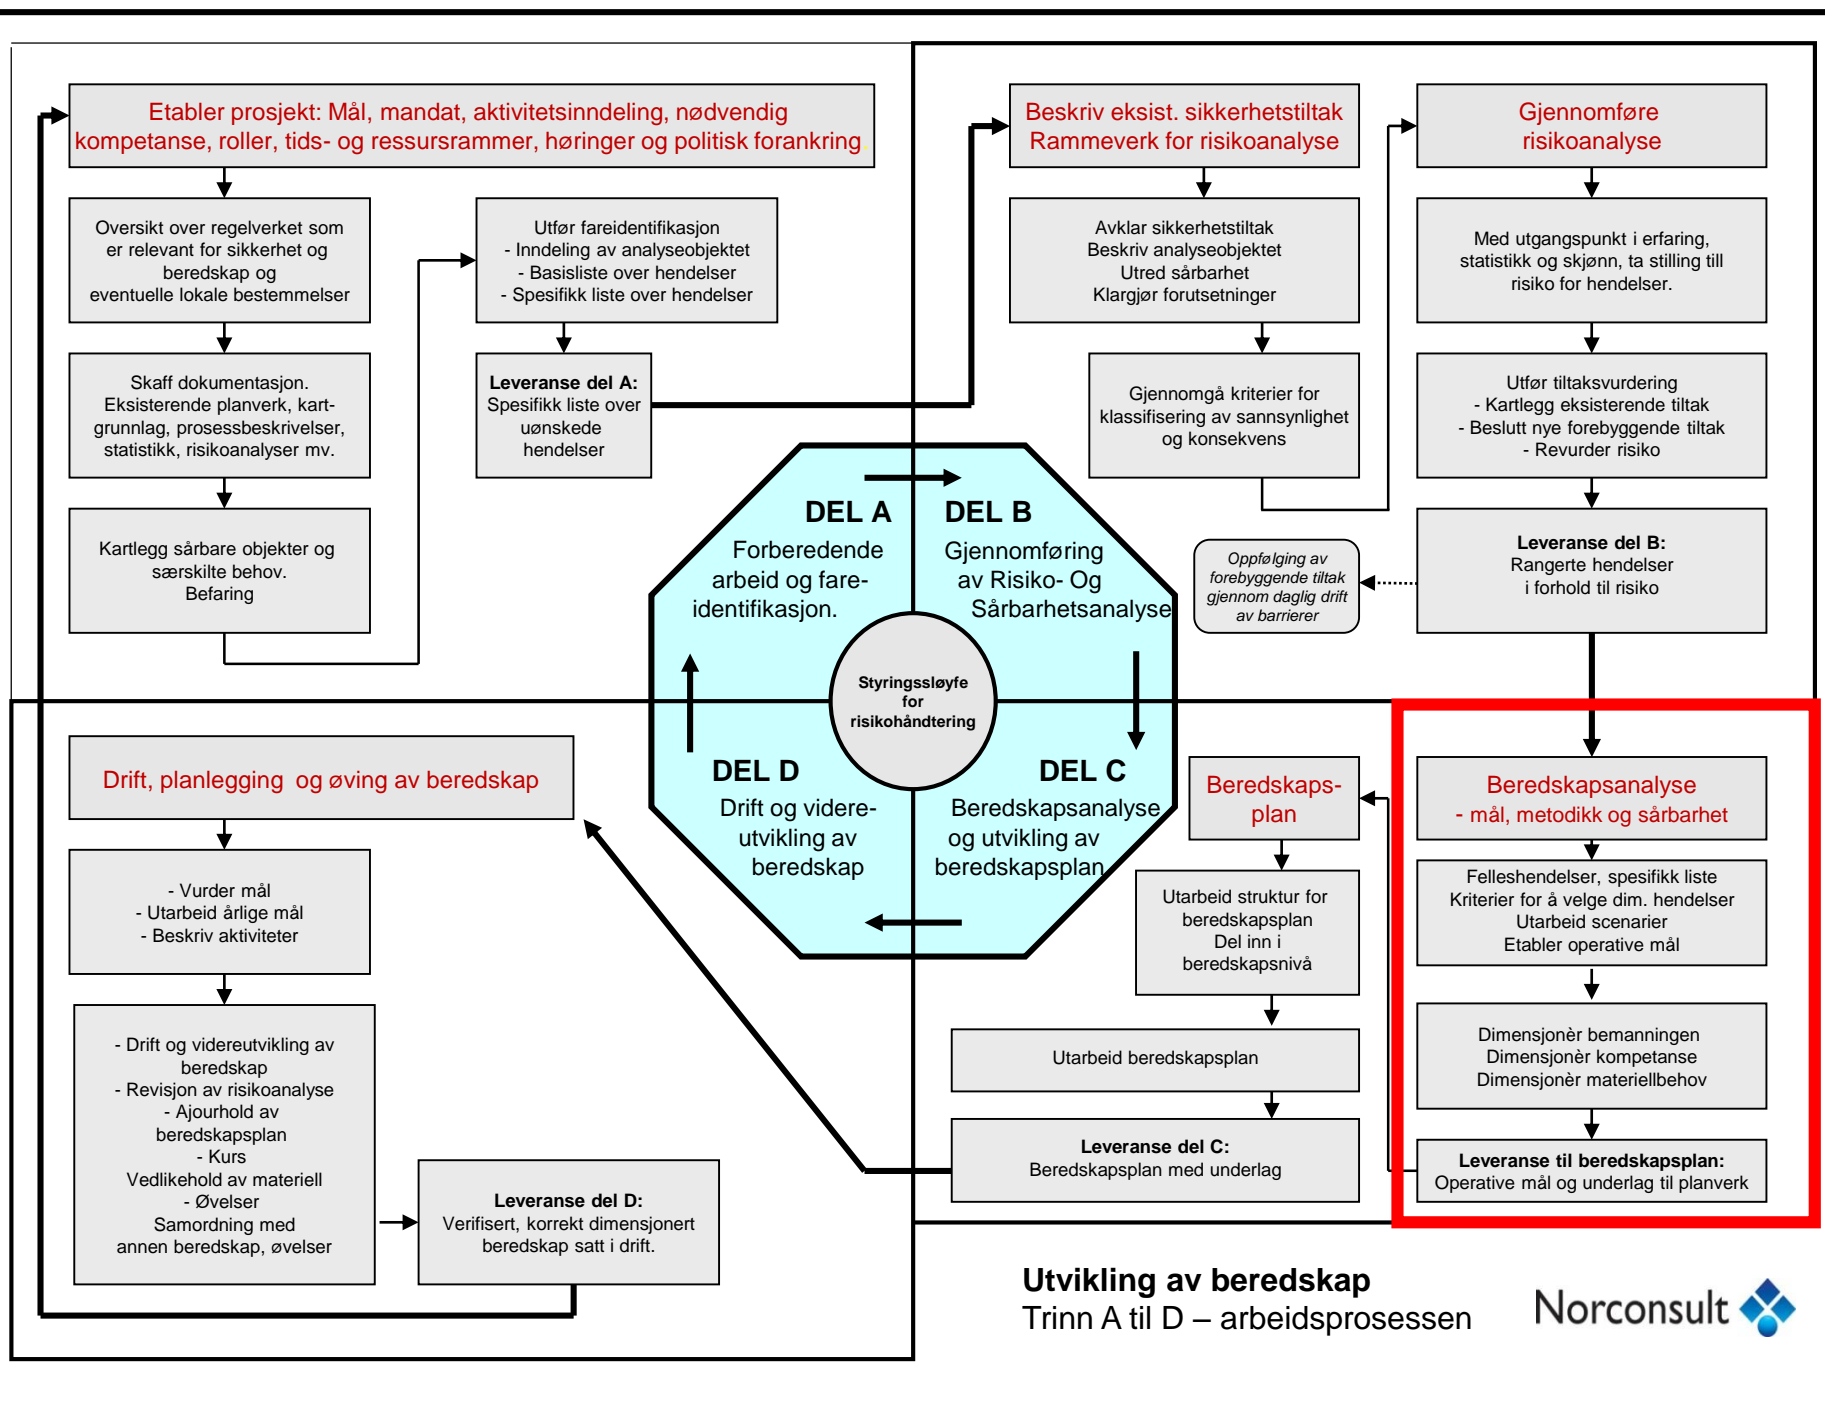 Etabler prosjekt: Mål, mandat, aktivitetsinndeling, nødvendig
kompetanse, roller, tids- og ressursrammer, høringer og politisk forankring.
Oversikt over regelverket som
er relevant for sikkerhet og
beredskap og
eventuelle lokale bestemmelser
Skaff dokumentasjon.
Eksisterende planverk, kart-
grunnlag, prosessbeskrivelser,
statistikk, risikoanalyser mv.
Kartlegg sårbare objekter og
særskilte behov.
Befaring
Utfør fareidentifikasjon
- Inndeling av analyseobjektet
- Basisliste over hendelser
- Spesifikk liste over hendelser
Leveranse del A:
Spesifikk liste over
uønskede
hendelser
Beskriv eksist. sikkerhetstiltak
Rammeverk for risikoanalyse
Avklar sikkerhetstiltak
Beskriv analyseobjektet
Utred sårbarhet
Klargjør forutsetninger
Gjennomgå kriterier for
klassifisering av sannsynlighet
og konsekvens
Gjennomføre
risikoanalyse
Med utgangspunkt i erfaring,
statistikk og skjønn, ta stilling till
risiko for hendelser.
Utfør tiltaksvurdering
- Kartlegg eksisterende tiltak
- Beslutt nye forebyggende tiltak
- Revurder risiko
Leveranse del B:
Rangerte hendelser
i forhold til risiko
Oppfølging av
forebyggende tiltak
gjennom daglig drift
av barrierer
DEL A
Forberedende
arbeid og fare-
identifikasjon.
DEL B
Gjennomføring
av Risiko- Og
Sårbarhetsanalyse
Styringssløyfe
for
risikohåndtering
DEL D
Drift og videre-
utvikling av
beredskap
DEL C
Beredskapsanalyse
og utvikling av
beredskapsplan
Beredskapsanalyse
- mål, metodikk og sårbarhet
Felleshendelser, spesifikk liste
Kriterier for å velge dim. hendelser
Utarbeid scenarier
Etabler operative mål
Dimensjonèr bemanningen
Dimensjonèr kompetanse
Dimensjonèr materiellbehov
Leveranse til beredskapsplan:
Operative mål og underlag til planverk
Beredskaps-
plan
Utarbeid struktur for
beredskapsplan
Del inn i
beredskapsnivå
Utarbeid beredskapsplan
Leveranse del C:
Beredskapsplan med underlag
Drift, planlegging og øving av beredskap
- Vurder mål
- Utarbeid årlige mål
- Beskriv aktiviteter
- Drift og videreutvikling av
beredskap
- Revisjon av risikoanalyse
- Ajourhold av
beredskapsplan
- Kurs
Vedlikehold av materiell
- Øvelser
Samordning med
annen beredskap, øvelser
Leveranse del D:
Verifisert, korrekt dimensjonert
beredskap satt i drift.
Utvikling av beredskap
Trinn A til D – arbeidsprosessen
Norconsult